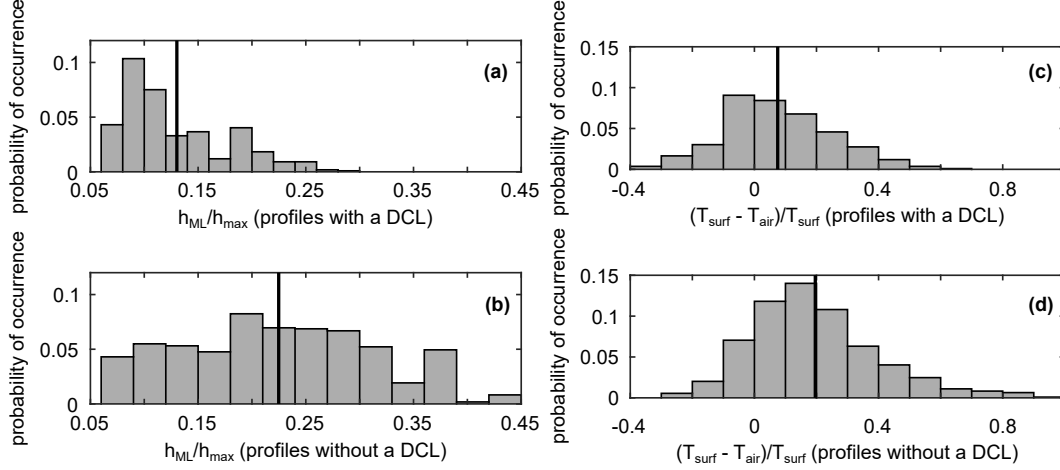 probability of occurrence
0.1
0.05
0
(a)
0.05
0.15
0.25
0.35
0.45
h_ML/h_max (profiles with a DCL)
probability of occurrence
0.15
0.1
0.05
0
(c)
-0.4
0
0.4
0.8
(T_surf - T_air)/T_surf (profiles with a DCL)
probability of occurrence
0.1
0.05
0
(b)
0.05
0.15
0.25
0.35
0.45
h_ML/h_max (profiles without a DCL)
probability of occurrence
0.15
0.1
0.05
0
(d)
-0.4
0
0.4
0.8
(T_surf - T_air)/T_surf (profiles without a DCL)